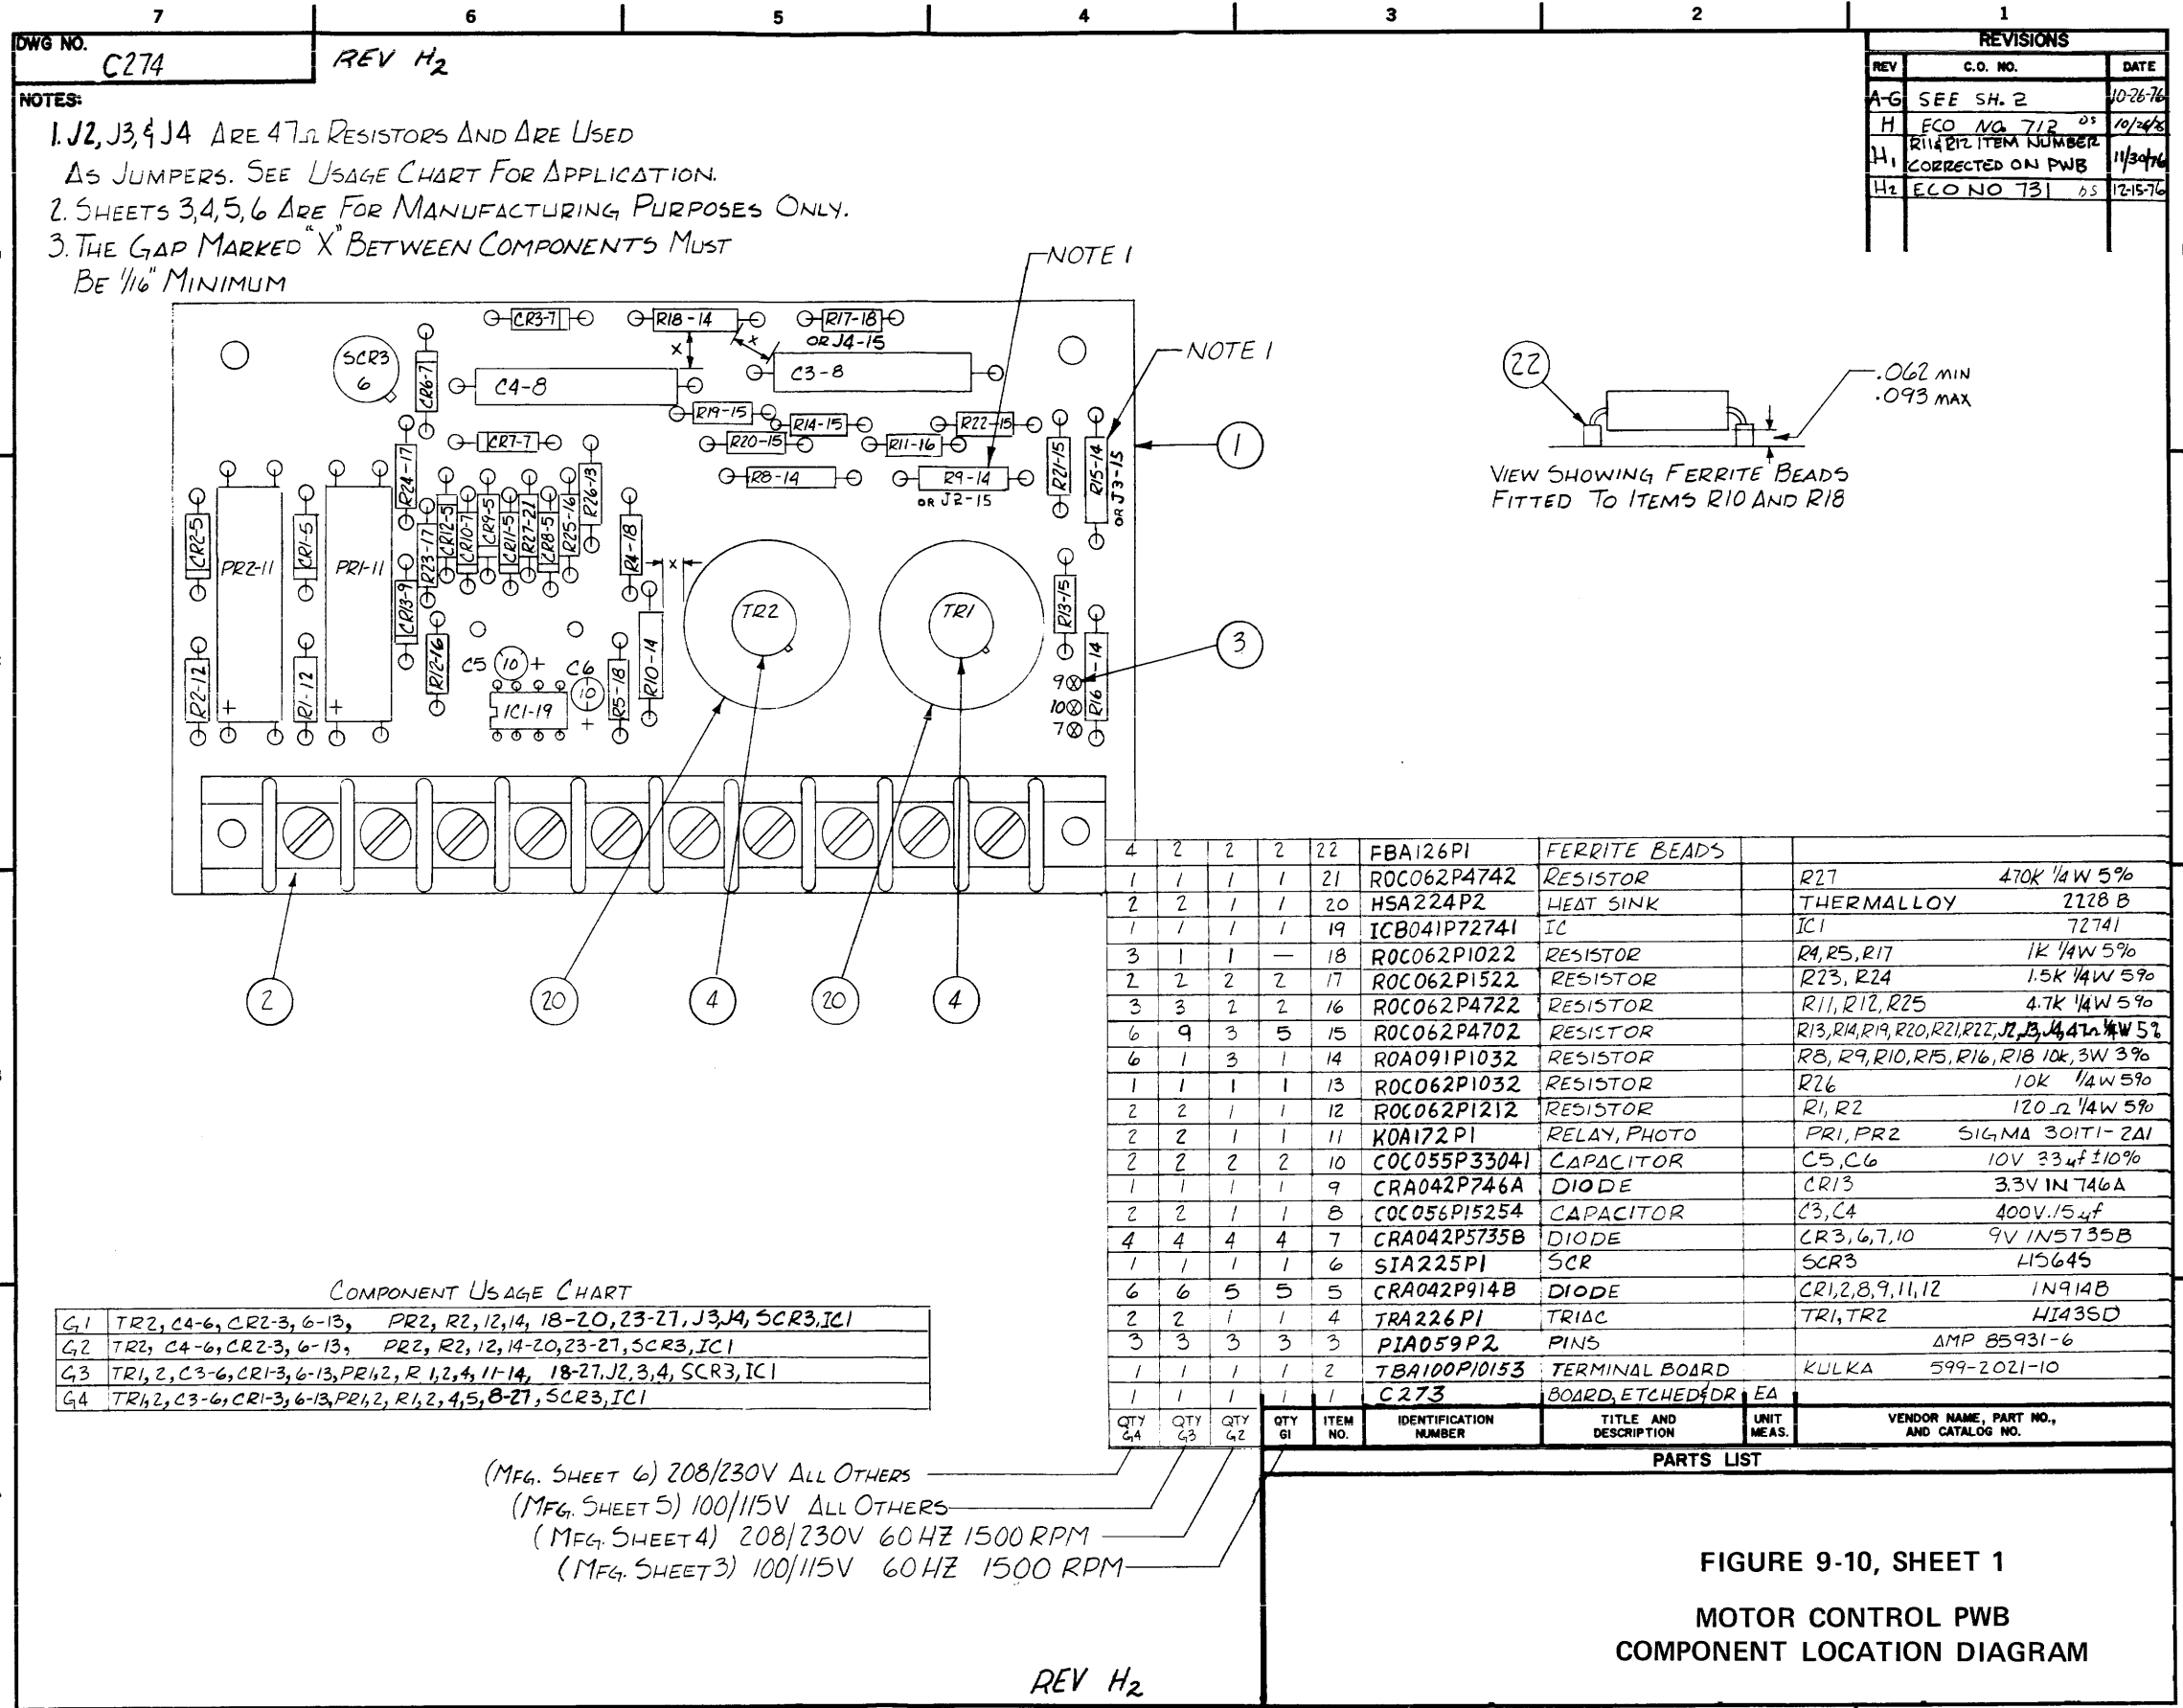 7 6 5 4 3 2 1
DWG NO. C274
REV H2
REVISIONS
REV C.O. NO. DATE
A-G SEE SH. 2 10-26-76
H ECO NO. 712 DS 10/26/76
H1 R11&R12 ITEM NUMBER CORRECTED ON PWB 11/30/76
H2 ECO NO 731 DS 12-15-76
NOTES:
1. J2, J3, & J4 ARE 47Ω RESISTORS AND ARE USED
AS JUMPERS. SEE USAGE CHART FOR APPLICATION.
2. SHEETS 3,4,5,6 ARE FOR MANUFACTURING PURPOSES ONLY.
3. THE GAP MARKED "X" BETWEEN COMPONENTS MUST
BE 1/16" MINIMUM
NOTE 1
NOTE 1
CR3-7 R18-14 R17-18
OR J4-15
SCR3
6
CR6-7
X X
C4-8 C3-8
R19-15 R14-15 R22-15
CR7-7 R20-15 R11-16
R8-14 R9-14
OR J2-15
R21-15
R15-14
OR J3-15
1
R24-17
CR2-5 PR2-11 CR1-5 PR1-11
R23-17 CR12-5 CR10-7 CR9-5 CR11-5 R27-21 CR8-5 R25-16 R26-13
R4-18
X
CR13-9
TR2 TR1
R13-15
3
R12-16
C5 10 + C6 10 +
R5-18 R10-14
R16-14
R2-12 + R1-12 +
IC1-19
9
10
7
2 20 4 20 4
22
.062 MIN
.093 MAX
VIEW SHOWING FERRITE BEADS
FITTED TO ITEMS R10 AND R18
4 2 2 2 22 FBA126P1 FERRITE BEADS
1 1 1 1 21 ROC062P4742 RESISTOR R27 470K 1/4W 5%
2 2 1 1 20 HSA224P2 HEAT SINK THERMALLOY 2228 B
1 1 1 1 19 ICB041P72741 IC IC1 72741
3 1 1 — 18 ROC062P1022 RESISTOR R4, R5, R17 1K 1/4W 5%
2 2 2 2 17 ROC062P1522 RESISTOR R23, R24 1.5K 1/4W 5%
3 3 2 2 16 ROC062P4722 RESISTOR R11, R12, R25 4.7K 1/4W 5%
6 9 3 5 15 ROC062P4702 RESISTOR R13, R14, R19, R20, R21, R22, J2, J3, J4, 47Ω 1/4W 5%
6 1 3 1 14 ROA091P1032 RESISTOR R8, R9, R10, R15, R16, R18 10K, 3W 3%
1 1 1 1 13 ROC062P1032 RESISTOR R26 10K 1/4W 5%
2 2 1 1 12 ROC062P1212 RESISTOR R1, R2 120Ω 1/4W 5%
2 2 1 1 11 KOA172P1 RELAY, PHOTO PR1, PR2 SIGMA 301T1-2A1
2 2 2 2 10 COC055P33041 CAPACITOR C5, C6 10V 33uf ±10%
1 1 1 1 9 CRA042P746A DIODE CR13 3.3V 1N746A
2 2 1 1 8 COC056P15254 CAPACITOR C3, C4 400V .15uf
4 4 4 4 7 CRA042P5735B DIODE CR3, 6, 7, 10 9V 1N5735B
1 1 1 1 6 SIA225P1 SCR SCR3 HS645
6 6 5 5 5 CRA042P914B DIODE CR1,2,8,9,11,12 1N914B
2 2 1 1 4 TRA226P1 TRIAC TR1, TR2 HI43SD
3 3 3 3 3 PIA059P2 PINS AMP 85931-6
1 1 1 1 2 TBA100P10153 TERMINAL BOARD KULKA 599-2021-10
1 1 1 1 1 C273 BOARD, ETCHED&DR EA
QTY G4 QTY G3 QTY G2 QTY G1 ITEM NO. IDENTIFICATION NUMBER TITLE AND DESCRIPTION UNIT MEAS. VENDOR NAME, PART NO., AND CATALOG NO.
PARTS LIST
COMPONENT USAGE CHART
G1 TR2, C4-6, CR2-3, 6-13, PR2, R2, 12, 14, 18-20, 23-27, J3, J4, SCR3, IC1
G2 TR2, C4-6, CR2-3, 6-13, PR2, R2, 12, 14-20, 23-27, SCR3, IC1
G3 TR1, 2, C3-6, CR1-3, 6-13, PR1,2, R 1,2,4, 11-14, 18-27, J2,3,4, SCR3, IC1
G4 TR1,2, C3-6, CR1-3, 6-13, PR1,2, R1,2,4,5,8-27, SCR3, IC1
(MFG. SHEET 6) 208/230V ALL OTHERS
(MFG. SHEET 5) 100/115V ALL OTHERS
(MFG. SHEET 4) 208/230V 60HZ 1500 RPM
(MFG. SHEET 3) 100/115V 60HZ 1500 RPM
FIGURE 9-10, SHEET 1
MOTOR CONTROL PWB
COMPONENT LOCATION DIAGRAM
REV H2